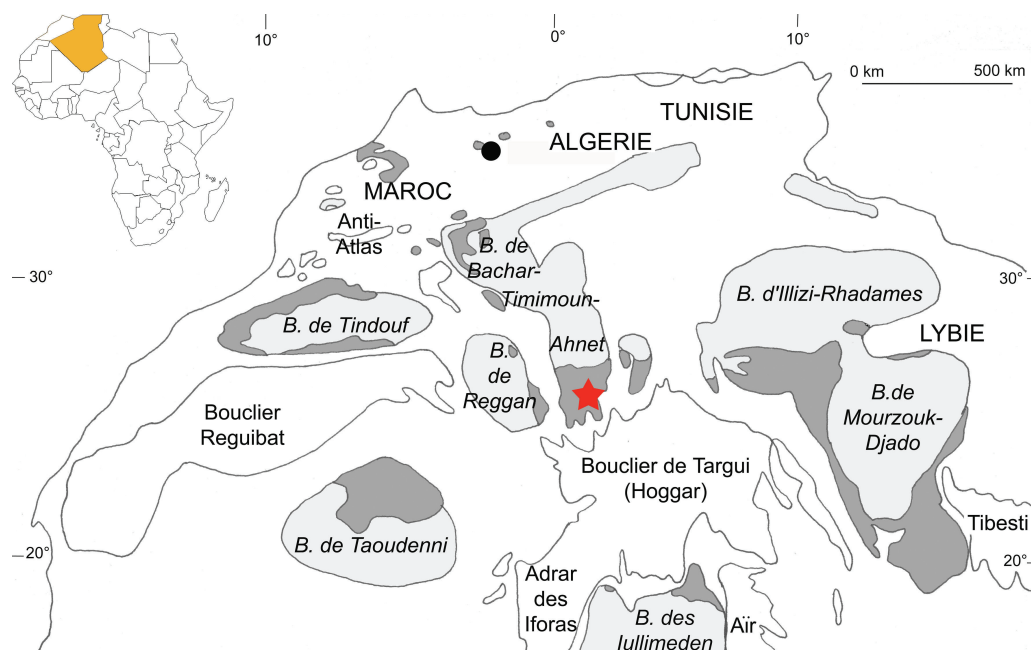 10°
0°
10°
0 km
500 km
TUNISIE
ALGERIE
MAROC
Anti-
Atlas
B. de
Bachar-
Timimoun-
Ahnet
30°
30°
B. d'Illizi-Rhadames
LYBIE
B. de Tindouf
B.
de
Reggan
B.de
Mourzouk-
Djado
Bouclier
Reguibat
Bouclier de Targui
(Hoggar)
Tibesti
B. de Taoudenni
20°
20°
Adrar
des
Iforas
Aïr
B. des
Iullimeden